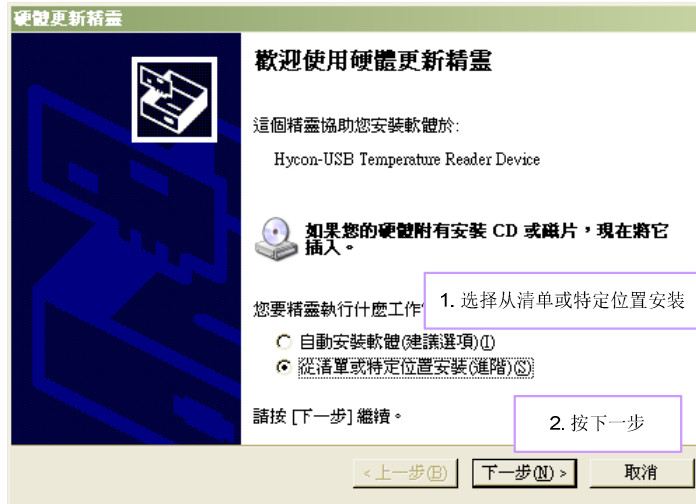 硬體更新精靈
歡迎使用硬體更新精靈
這個精靈協助您安裝軟體於:
Hycon-USB Temperature Reader Device
如果您的硬體附有安裝 CD 或磁片，現在將它
插入。
您要精靈執行什麼工作
1. 选择从清单或特定位置安装
自動安裝軟體(建議選項)(I)
從清單或特定位置安裝(進階)(S)
請按 [下一步] 繼續。
2. 按下一步
< 上一步(B)
下一步(N) >
取消